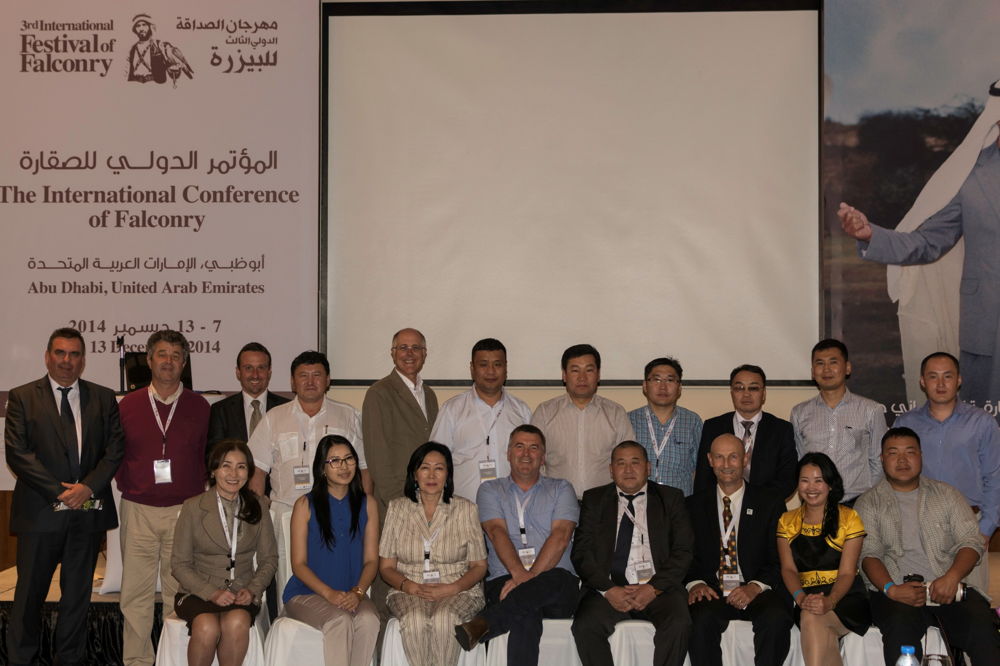 3rd International
Festival of
Falconry
مهرجان الصداقة
الدولي الثالث
للبيزرة
المؤتمر الدولي للصقارة
The International Conference
of Falconry
أبوظبي، الإمارات العربية المتحدة
Abu Dhabi, United Arab Emirates
7 - 13 ديسمبر 2014
13 December 2014